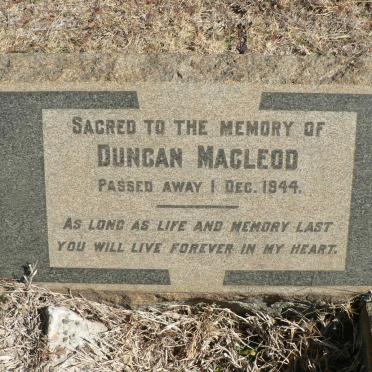 SACRED TO THE MEMORY OF
DUNCAN MACLEOD
PASSED AWAY 1 DEC. 1944.
AS LONG AS LIFE AND MEMORY LAST
YOU WILL LIVE FOREVER IN MY HEART.